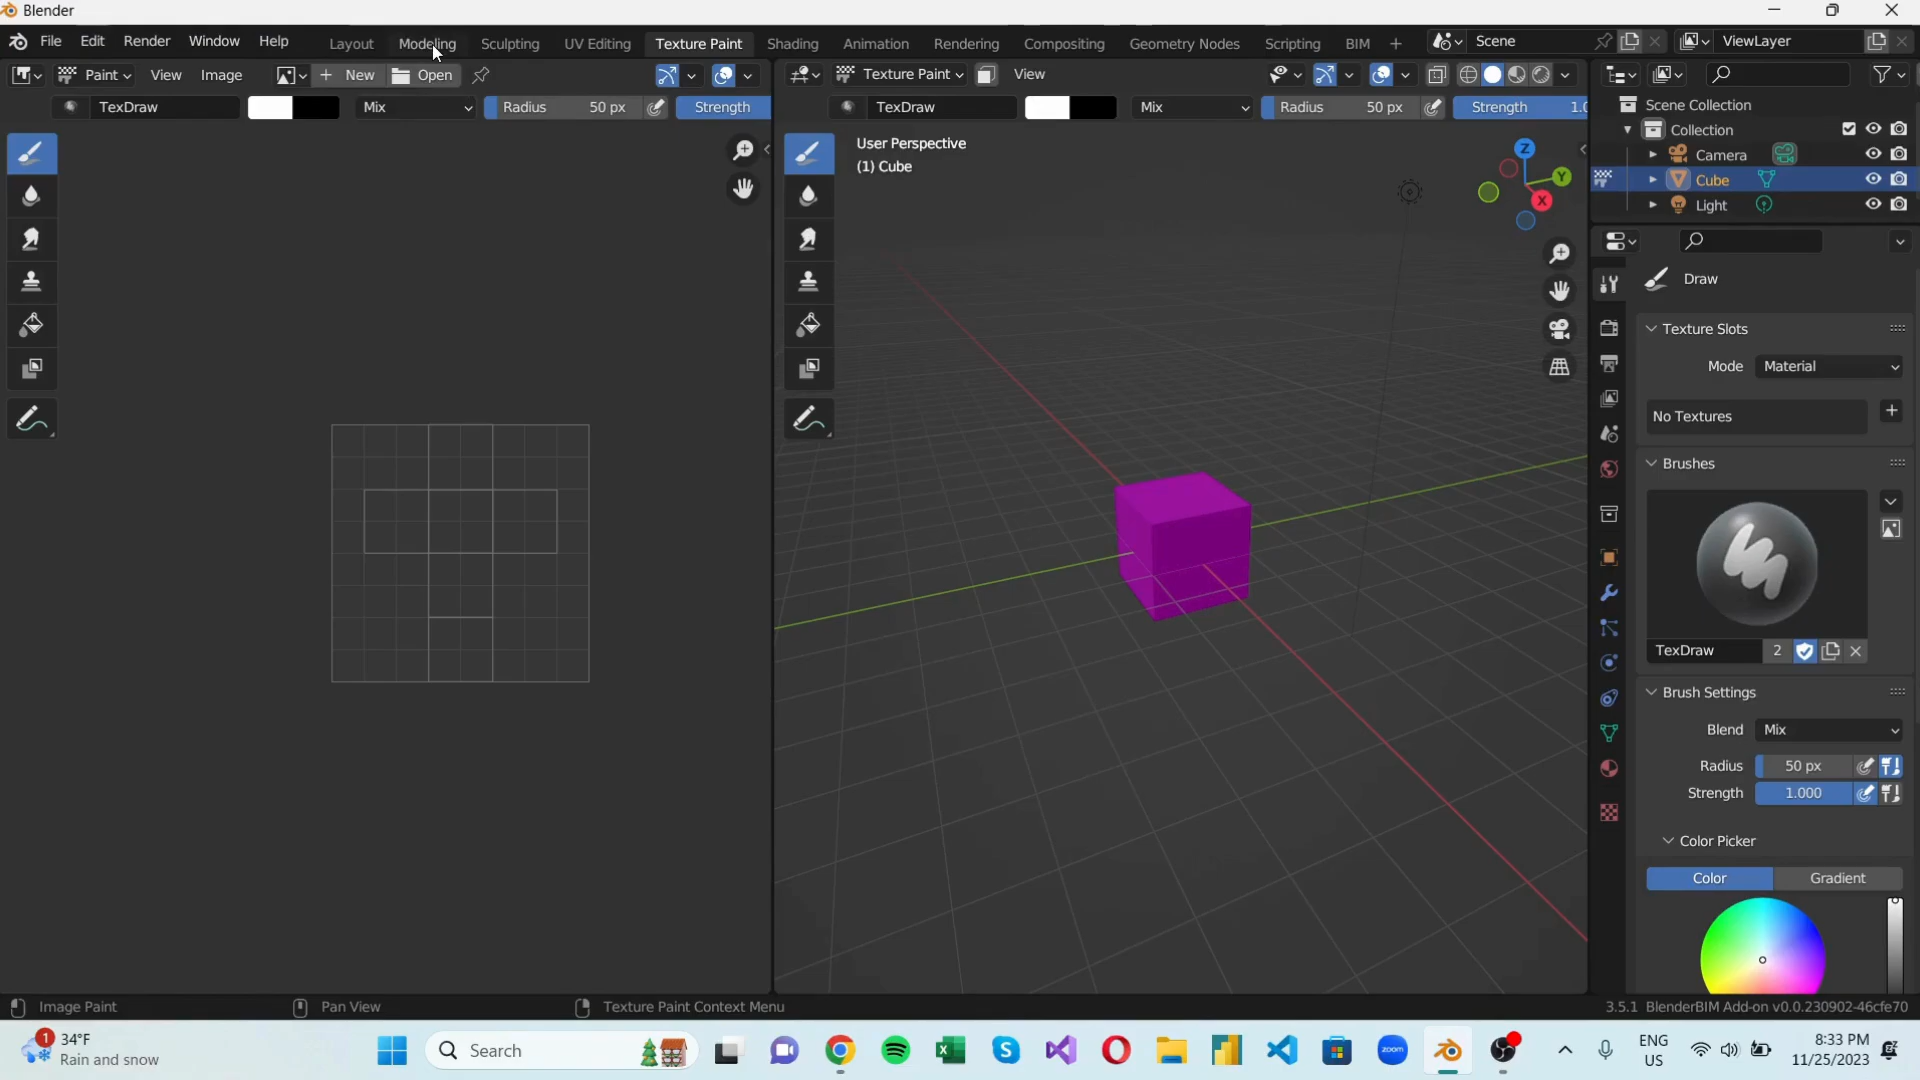 Blender
File Edit Render Window Help Layout Modeling Sculpting UV Editing Texture Paint Shading Animation Rendering Compositing Geometry Nodes Scripting BIM + Scene ViewLayer
Paint View Image + New Open Texture Paint View
TexDraw Mix Radius 50 px Strength TexDraw Mix Radius 50 px Strength 1.0
Scene Collection
Collection
Camera
Cube
Light
User Perspective
(1) Cube
Z
Y
X
Draw
Texture Slots
Mode Material
No Textures
Brushes
TexDraw 2
Brush Settings
Blend Mix
Radius 50 px
Strength 1.000
Color Picker
Color Gradient
Image Paint Pan View Texture Paint Context Menu 3.5.1 BlenderBIM Add-on v0.0.230902-46cfe70
1
34°F
Rain and snow
Search
zoom
ENG
US
8:33 PM
11/25/2023